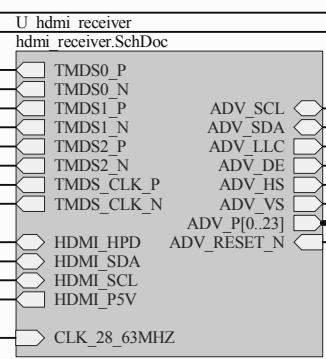 U_hdmi_receiver
hdmi_receiver.SchDoc
TMDS0_P
TMDS0_N
TMDS1_P ADV_SCL
TMDS1_N ADV_SDA
TMDS2_P ADV_LLC
TMDS2_N ADV_DE
TMDS_CLK_P ADV_HS
TMDS_CLK_N ADV_VS
ADV_P[0..23]
HDMI_HPD ADV_RESET_N
HDMI_SDA
HDMI_SCL
HDMI_P5V
CLK_28_63MHZ